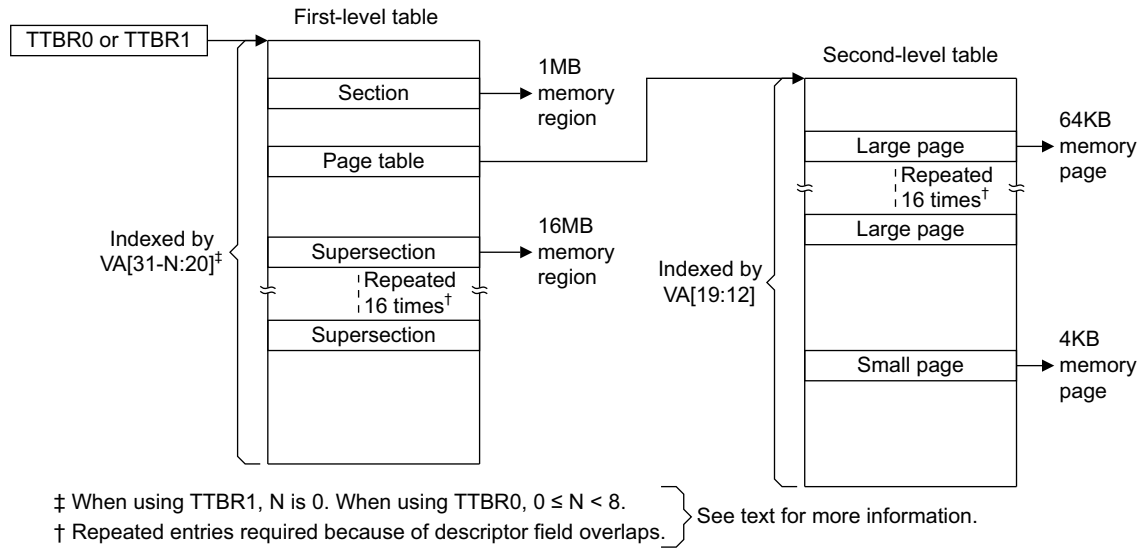 First-level table
TTBR0 or TTBR1
Section
1MB
memory
region
Page table
Indexed by
VA[31-N:20]‡
Supersection
16MB
memory
region
Repeated
16 times†
Supersection
Second-level table
Large page
64KB
memory
page
Repeated
16 times†
Large page
Indexed by
VA[19:12]
Small page
4KB
memory
page
‡ When using TTBR1, N is 0. When using TTBR0, 0 ≤ N < 8.
† Repeated entries required because of descriptor field overlaps.
See text for more information.